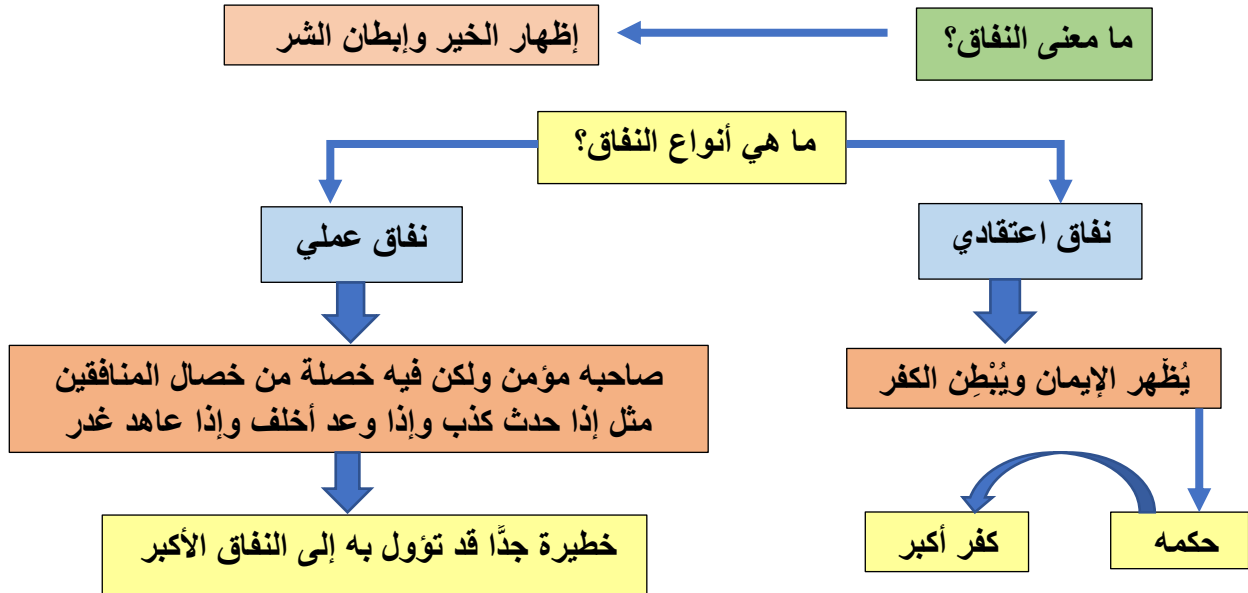 ما معنى النفاق؟
إظهار الخير وإبطان الشر
ما هي أنواع النفاق؟
نفاق اعتقادي
نفاق عملي
يُظْهر الإيمان ويُبْطِن الكفر
صاحبه مؤمن ولكن فيه خصلة من خصال المنافقين
مثل إذا حدث كذب وإذا وعد أخلف وإذا عاهد غدر
حكمه
كفر أكبر
خطيرة جدًّا قد تؤول به إلى النفاق الأكبر